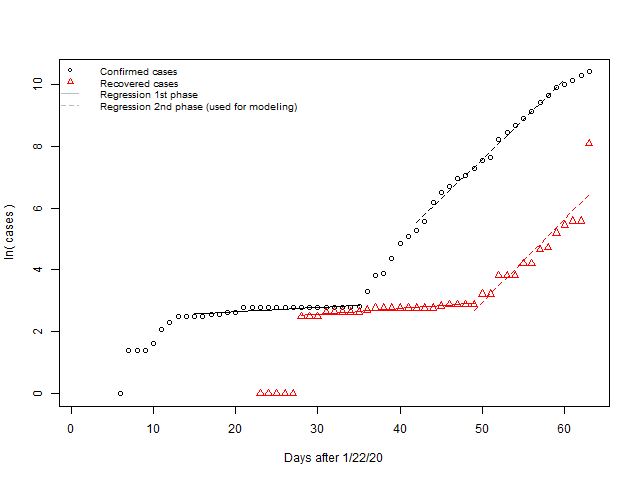 Confirmed cases
Recovered cases
Regression 1st phase
Regression 2nd phase (used for modeling)
ln( cases )
10
8
6
4
2
0
0 10 20 30 40 50 60
Days after 1/22/20